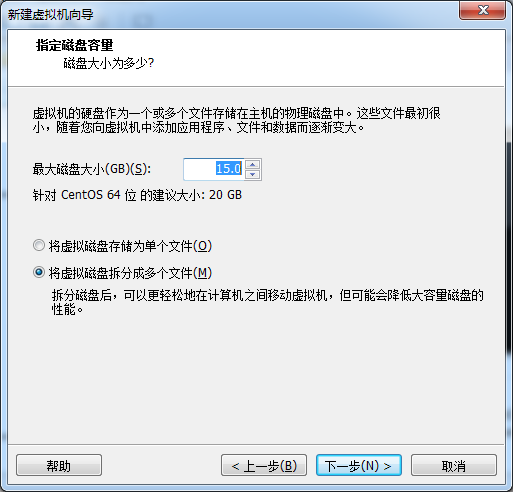 新建虚拟机向导
指定磁盘容量
磁盘大小为多少?
虚拟机的硬盘作为一个或多个文件存储在主机的物理磁盘中。这些文件最初很
小，随着您向虚拟机中添加应用程序、文件和数据而逐渐变大。
最大磁盘大小(GB)(S): 15.0
针对 CentOS 64 位 的建议大小: 20 GB
将虚拟磁盘存储为单个文件(O)
将虚拟磁盘拆分成多个文件(M)
拆分磁盘后，可以更轻松地在计算机之间移动虚拟机，但可能会降低大容量磁盘的
性能。
帮助 < 上一步(B) 下一步(N) > 取消